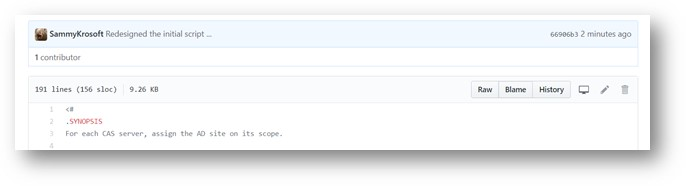 SammyKrosoft Redesigned the initial script ... 66906b3 2 minutes ago
1 contributor
191 lines (156 sloc) 9.26 KB Raw Blame History
1 <#
2 .SYNOPSIS
3 For each CAS server, assign the AD site on its scope.
4